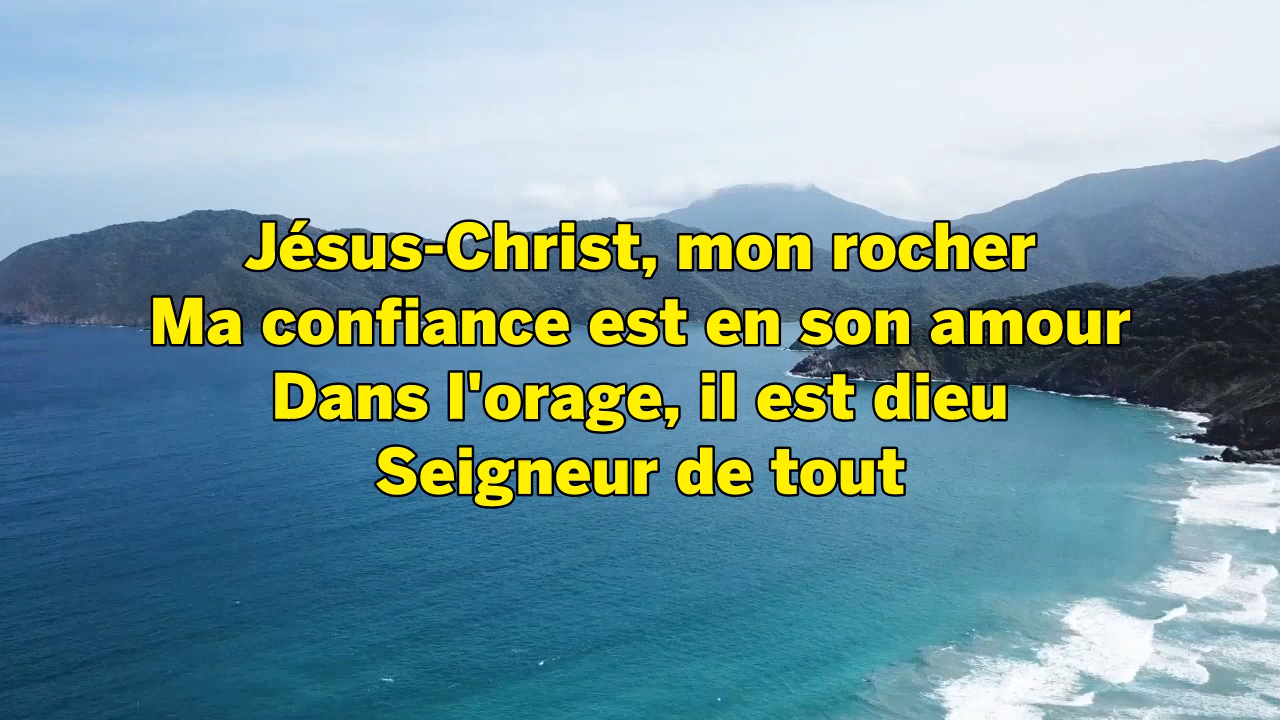 Jésus-Christ, mon rocher
Ma confiance est en son amour
Dans l'orage, il est dieu
Seigneur de tout